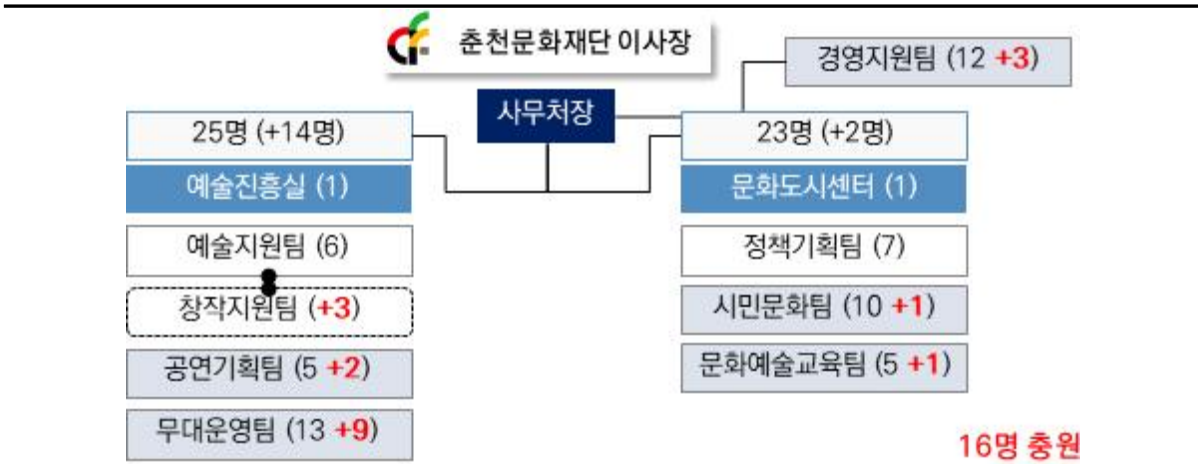 춘천문화재단 이사장
경영지원팀 (12 +3)
사무처장
25명 (+14명)
예술진흥실 (1)
예술지원팀 (6)
창작지원팀 (+3)
공연기획팀 (5 +2)
무대운영팀 (13 +9)
23명 (+2명)
문화도시센터 (1)
정책기획팀 (7)
시민문화팀 (10 +1)
문화예술교육팀 (5 +1)
16명 충원